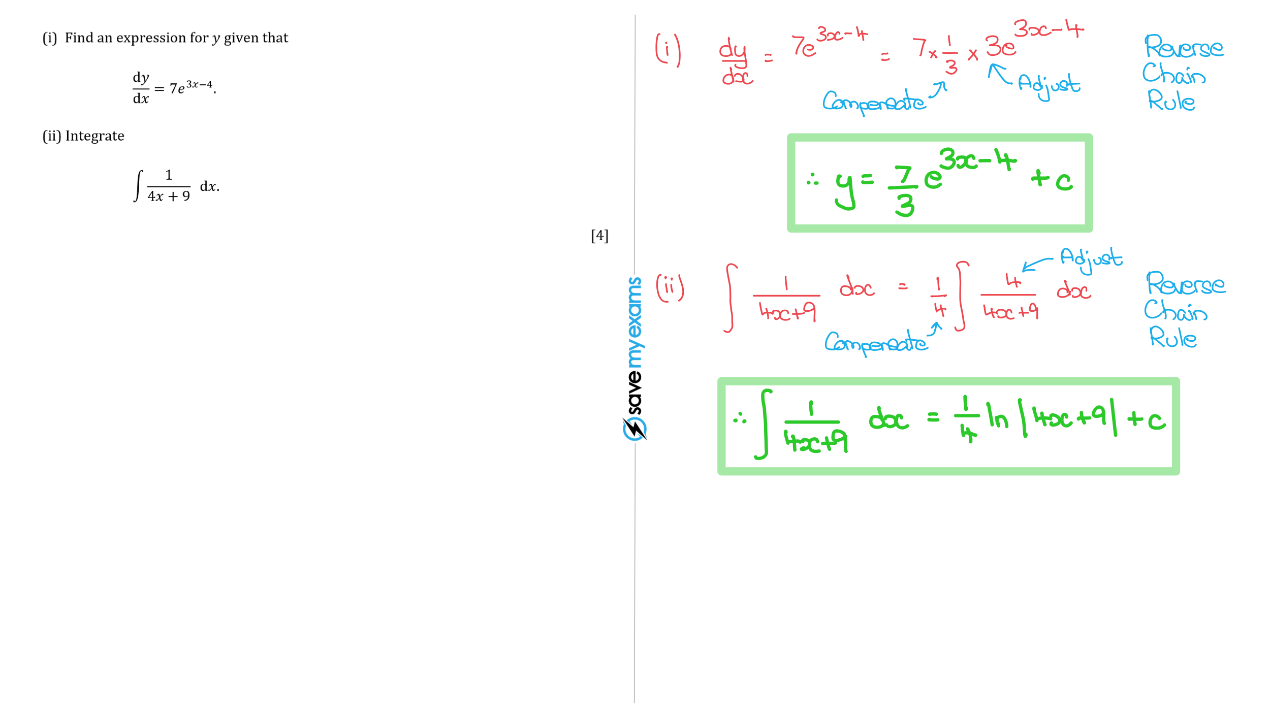 (i) Find an expression for y given that
dy/dx = 7e^(3x−4).
(ii) Integrate
∫ 1/(4x + 9) dx.
[4]
savemyexams
(i) dy/dx = 7e^(3x−4) = 7 × 1/3 × 3e^(3x−4)
Compensate
Adjust
Reverse
Chain
Rule
∴ y = 7/3 e^(3x−4) + c
(ii) ∫ 1/(4x+9) dx = 1/4 ∫ 4/(4x+9) dx
Adjust
Compensate
Reverse
Chain
Rule
∴ ∫ 1/(4x+9) dx = 1/4 ln |4x+9| + c